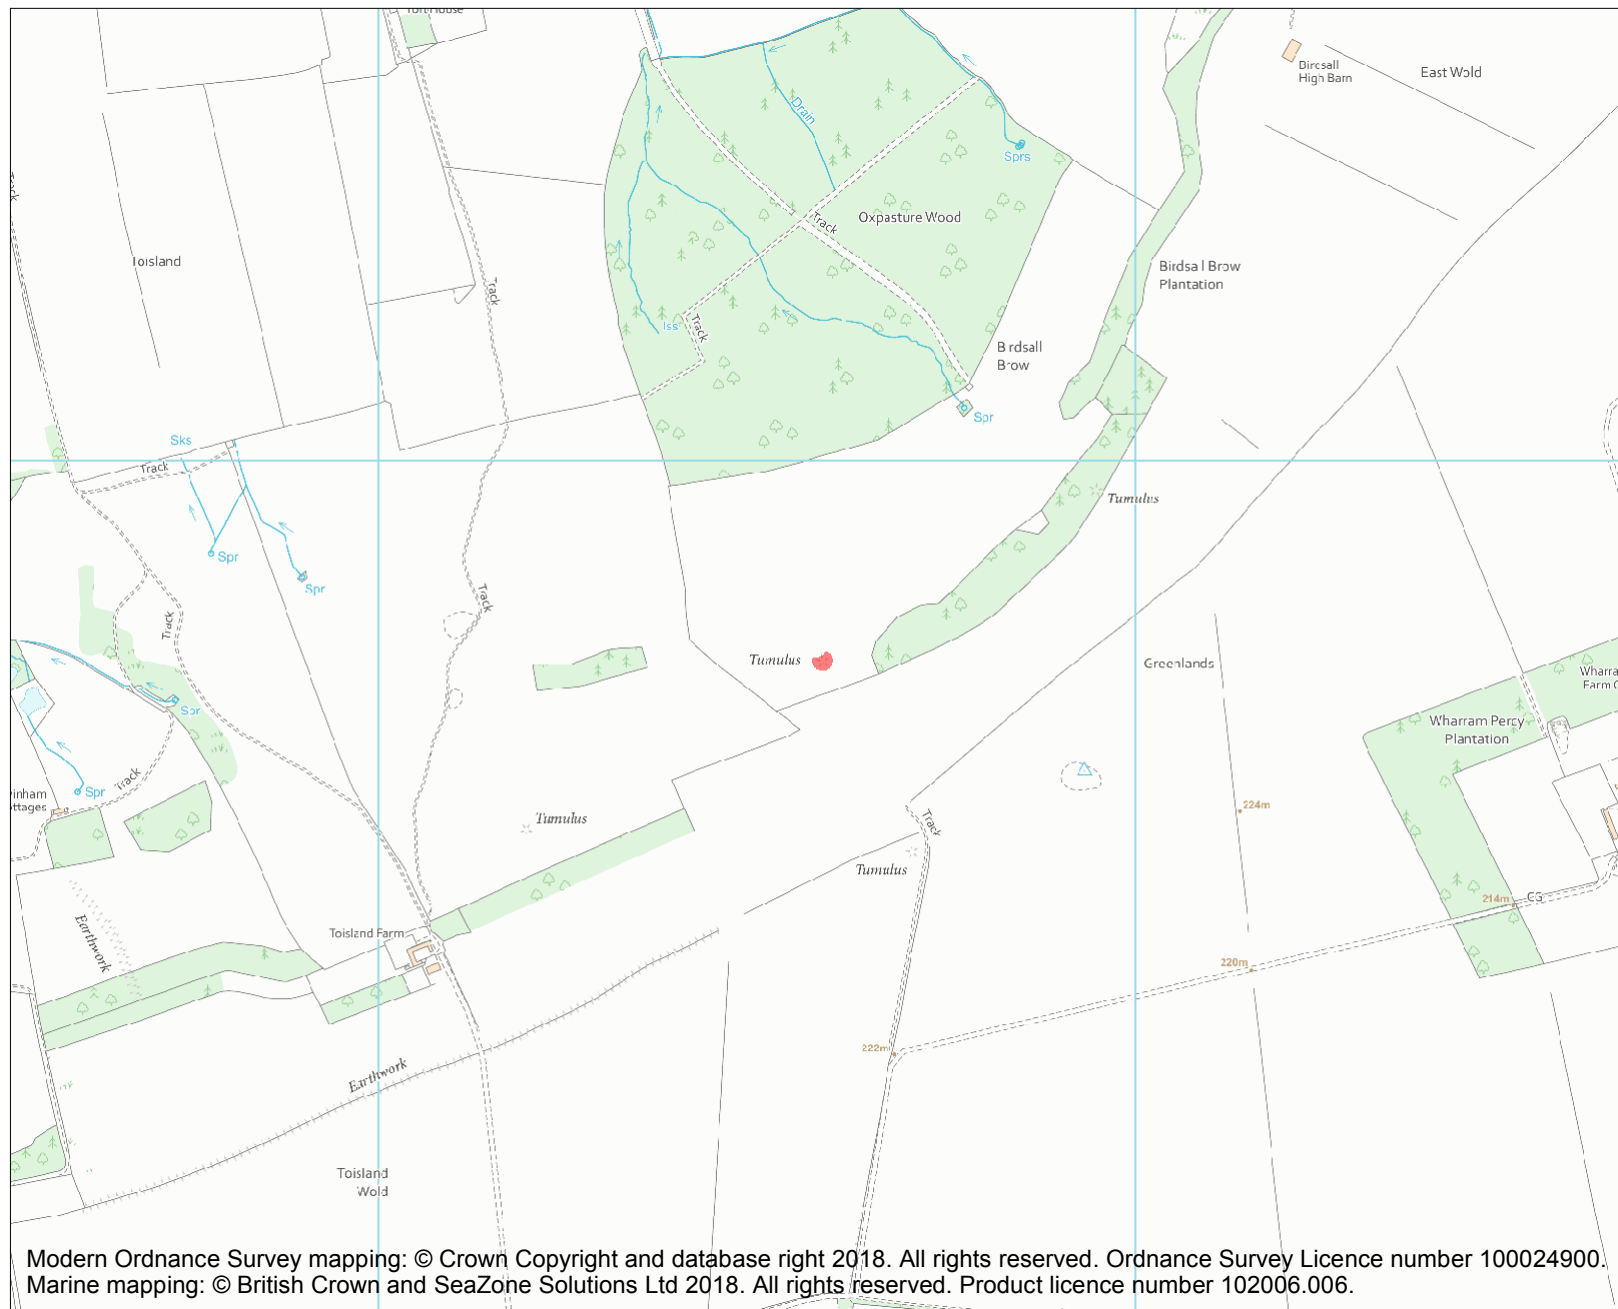 Birdsall
High Barn
East Wold
Drain
Sprs
Track
Oxpasture Wood
Track
Toisland
Track
Birdsall Brow
Plantation
Iss
Track
Birdsall
Brow
Spr
Sks
Track
Tumulus
Spr
Spr
Track
Track
Tumulus
Greenlands
Spr
Wharram Percy
Plantation
Track
Spr
224m
Tumulus
Track
Tumulus
214m
CG
Earthwork
Toisland Farm
220m
222m
Earthwork
Toisland
Wold
Modern Ordnance Survey mapping: © Crown Copyright and database right 2018. All rights reserved. Ordnance Survey Licence number 100024900.
Marine mapping: © British Crown and SeaZone Solutions Ltd 2018. All rights reserved. Product licence number 102006.006.